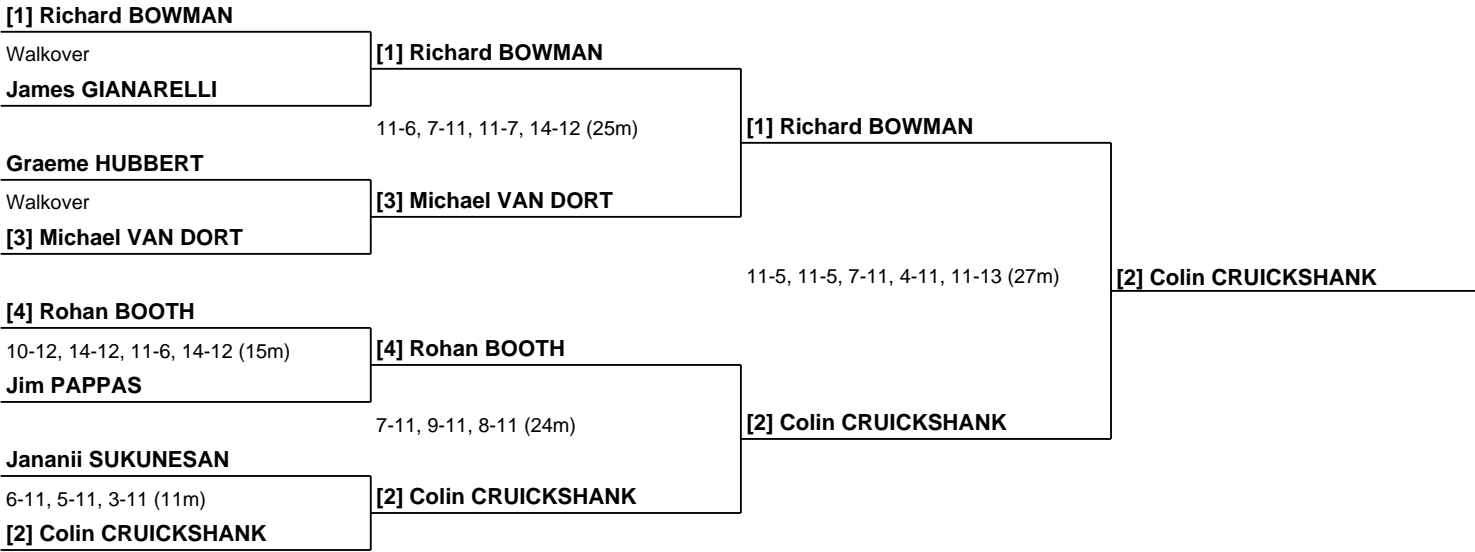 [1] Richard BOWMAN
Walkover
James GIANARELLI
Graeme HUBBERT
Walkover
[3] Michael VAN DORT
[4] Rohan BOOTH
10-12, 14-12, 11-6, 14-12 (15m)
Jim PAPPAS
Jananii SUKUNESAN
6-11, 5-11, 3-11 (11m)
[2] Colin CRUICKSHANK
[1] Richard BOWMAN
11-6, 7-11, 11-7, 14-12 (25m)
[3] Michael VAN DORT
[4] Rohan BOOTH
7-11, 9-11, 8-11 (24m)
[2] Colin CRUICKSHANK
[1] Richard BOWMAN
11-5, 11-5, 7-11, 4-11, 11-13 (27m)
[2] Colin CRUICKSHANK
[2] Colin CRUICKSHANK